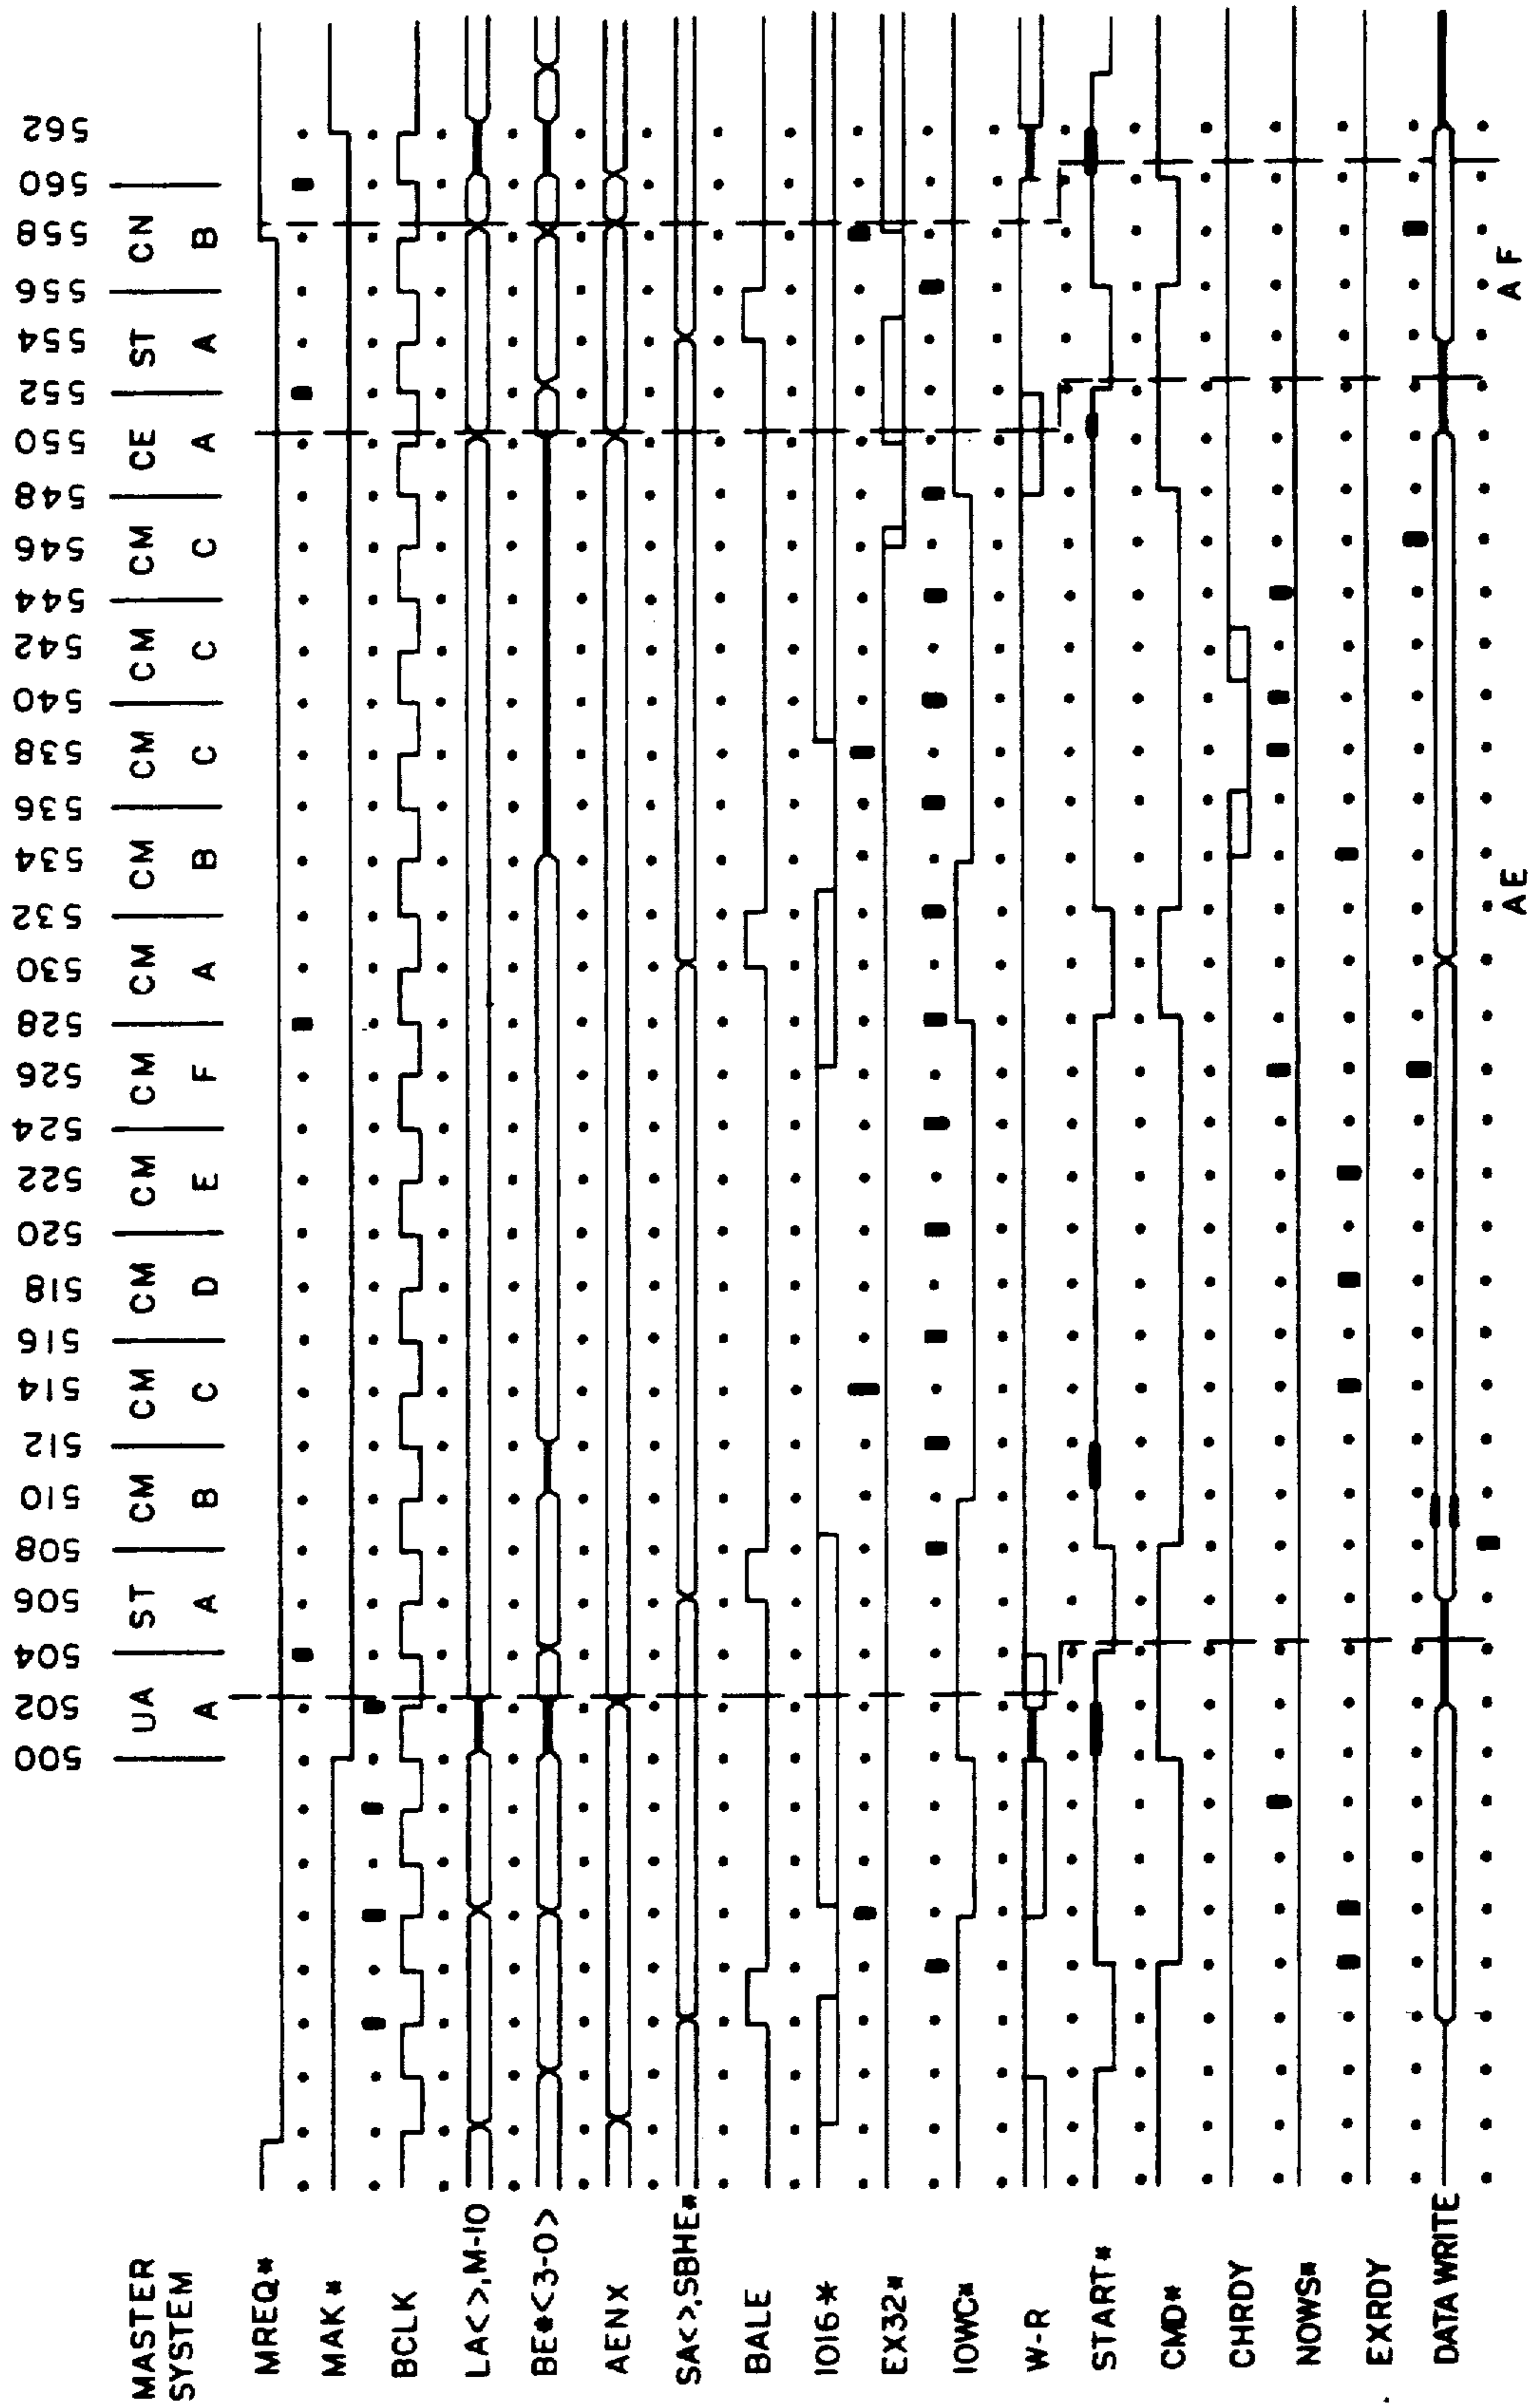 500 502 504 506 508 510 512 514 516 518 520 522 524 526 528 530 532 534 536 538 540 542 544 546 548 550 552 554 556 558 560 562
MASTER UA ST CM CM CM CM CM CM CM CM CM CM CE ST CN
SYSTEM A A B C D E F A B C C C A A B
MREQ*
MAK*
BCLK
LA< >,M-IO
BE*<3-0>
AENX
SA< >,SBHE*
BALE
IO16*
EX32*
IOWC*
W-R
START*
CMD*
CHRDY
NOWS*
EXRDY
DATA WRITE
AE AF